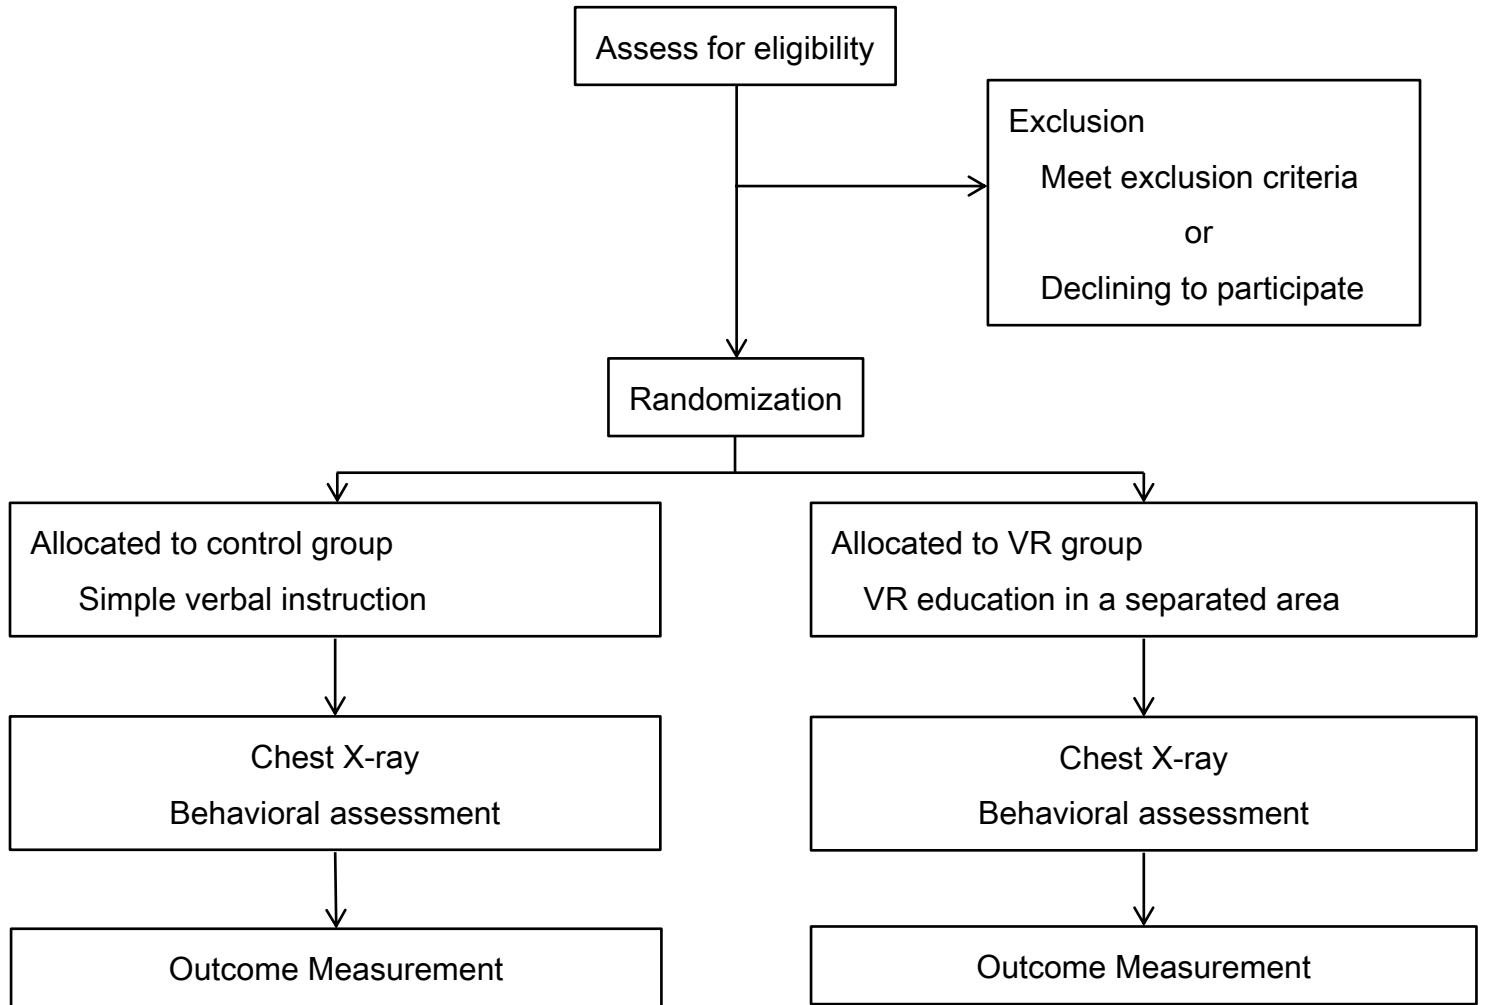 Assess for eligibility
Exclusion
Meet exclusion criteria
or
Declining to participate
Randomization
Allocated to control group
Simple verbal instruction
Allocated to VR group
VR education in a separated area
Chest X-ray
Behavioral assessment
Chest X-ray
Behavioral assessment
Outcome Measurement
Outcome Measurement